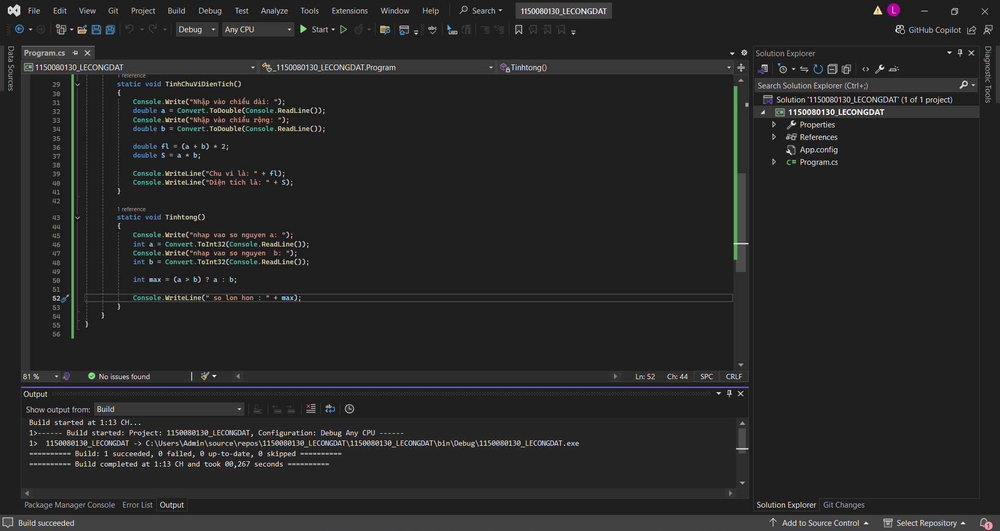 File Edit View Git Project Build Debug Test Analyze Tools Extensions Window Help Search 1150080130_LECONGDAT L
Debug Any CPU Start abc GitHub Copilot
Data Sources
Program.cs
1150080130_LECONGDAT _1150080130_LECONGDAT.Program Tinhtong()
1 reference
29 static void TinhChuViDienTich()
30 {
31 Console.Write("Nhập vào chiều dài: ");
32 double a = Convert.ToDouble(Console.ReadLine());
33 Console.Write("Nhập vào chiều rộng: ");
34 double b = Convert.ToDouble(Console.ReadLine());
35
36 double fl = (a + b) * 2;
37 double S = a * b;
38
39 Console.WriteLine("Chu vi là: " + fl);
40 Console.WriteLine("Diện tích là: " + S);
41 }
42
1 reference
43 static void Tinhtong()
44 {
45 Console.Write("nhap vao so nguyen a: ");
46 int a = Convert.ToInt32(Console.ReadLine());
47 Console.Write("nhap vao so nguyen  b: ");
48 int b = Convert.ToInt32(Console.ReadLine());
49
50 int max = (a > b) ? a : b;
51
52 Console.WriteLine(" so lon hon : " + max);
53 }
54 }
55 }
56
81 % No issues found Ln: 52 Ch: 44 SPC CRLF
Output
Show output from: Build
Build started at 1:13 CH...
1>------ Build started: Project: 1150080130_LECONGDAT, Configuration: Debug Any CPU ------
1>  1150080130_LECONGDAT -> C:\Users\Admin\source\repos\1150080130_LECONGDAT\1150080130_LECONGDAT\bin\Debug\1150080130_LECONGDAT.exe
========== Build: 1 succeeded, 0 failed, 0 up-to-date, 0 skipped ==========
========== Build completed at 1:13 CH and took 00,267 seconds ==========
Package Manager Console Error List Output
Solution Explorer
Search Solution Explorer (Ctrl+;)
Solution '1150080130_LECONGDAT' (1 of 1 project)
C# 1150080130_LECONGDAT
Properties
References
App.config
C# Program.cs
Solution Explorer Git Changes
Diagnostic Tools
Build succeeded Add to Source Control Select Repository 1